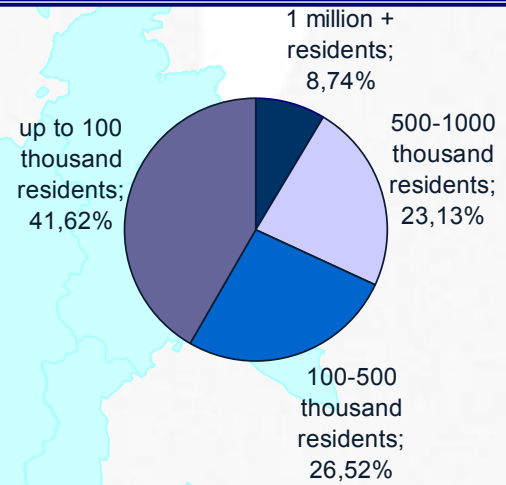 1 million +
residents;
8,74%
500-1000
thousand
residents;
23,13%
100-500
thousand
residents;
26,52%
up to 100
thousand
residents;
41,62%